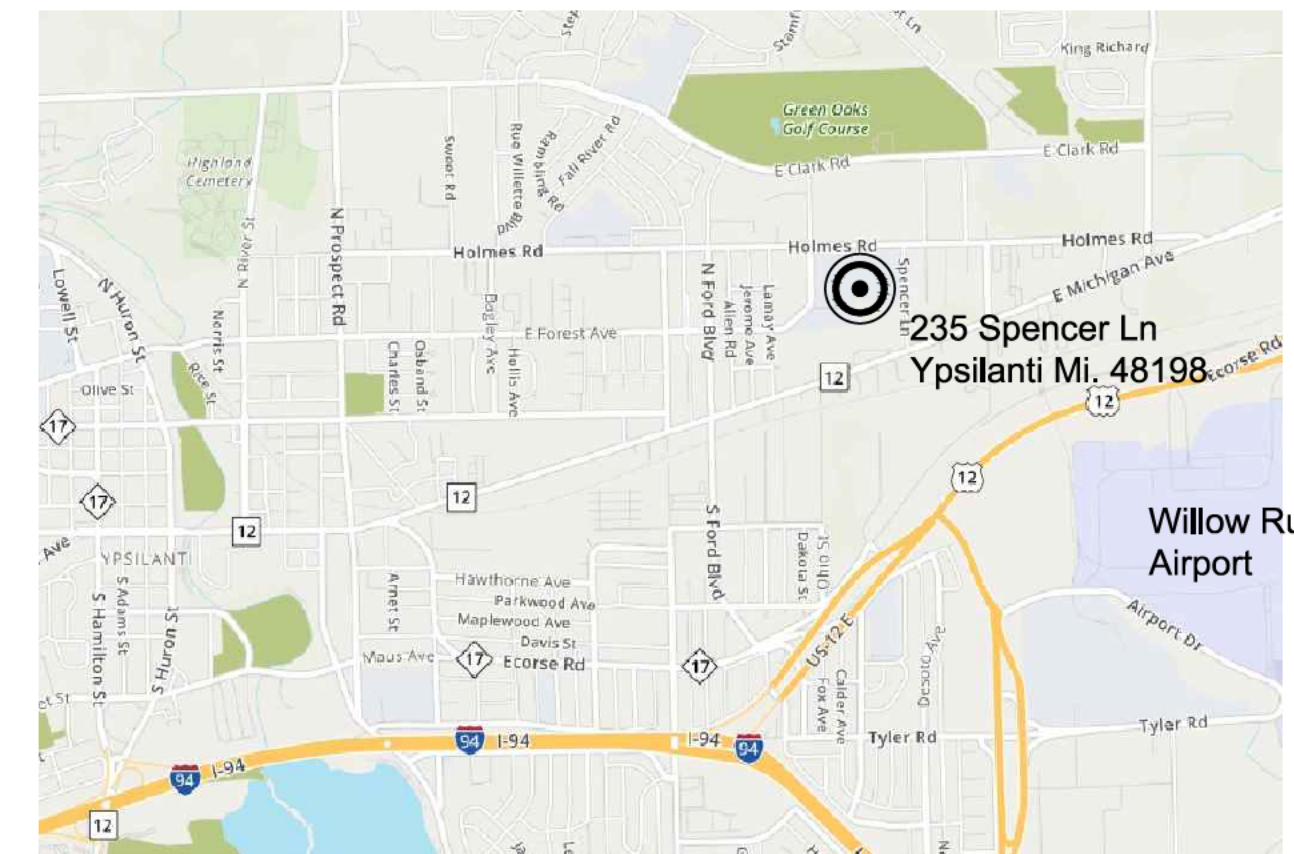 King Richard
Green Oaks
Golf Course
E Clark Rd
E Clark Rd
Highland
Cemetery
Sweet Rd
Rue Willette Blvd
Rambling Rd
Fall River Rd
N River St
N Prospect Rd
Holmes Rd
Holmes Rd
Holmes Rd
E Michigan Ave
Spencer Ln
Lowell St
N Huron St
Norris St
Rice St
Bagley Ave
E Forest Ave
N Ford Blvd
Allen Rd
Jerome Ave
Lamay Ave
235 Spencer Ln
Ypsilanti Mi. 48198
Ecorse Rd
12
12
Olive St
Charles St
Osband St
Hollis Ave
17
12
12
17
12
Willow Ru
Airport
Ave
YPSILANTI
S Ford Blvd
Dakota St
Ohio St
S Adams St
S Hamilton St
S Huron St
Arnet St
Hawthorne Ave
Parkwood Ave
Maplewood Ave
Davis St
Maus Ave
17
Ecorse Rd
17
US-12 E
Desoto Ave
Airport Dr
Calder Ave
Fox Ave
Tyler Rd
Tyler Rd
94
I-94
I-94
94
94
I-94
12